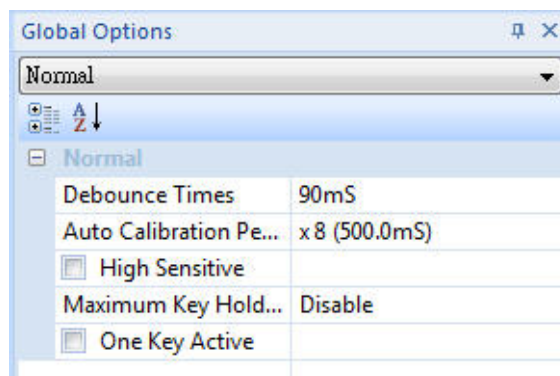 Global Options
Normal
Normal
Debounce Times 90mS
Auto Calibration Pe... x 8 (500.0mS)
High Sensitive
Maximum Key Hold... Disable
One Key Active